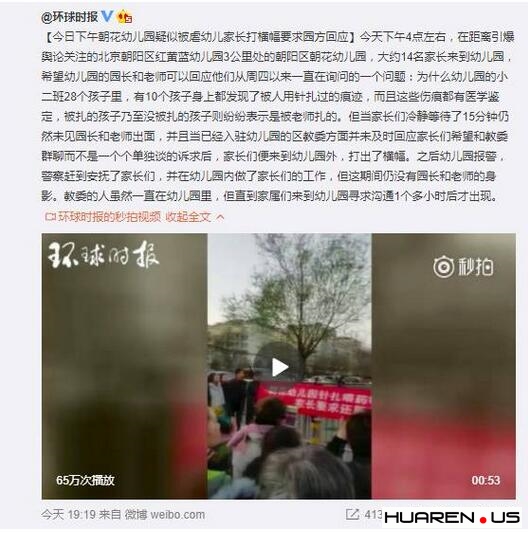 @环球时报
【今日下午朝花幼儿园疑似被虐幼儿家长打横幅要求园方回应】今天下午4点左右，在距离引爆
舆论关注的北京朝阳区红黄蓝幼儿园3公里处的朝阳区朝花幼儿园，大约14名家长来到幼儿园，
希望幼儿园的园长和老师可以回应他们从周四以来一直在询问的一个问题：为什么幼儿园的小
二班28个孩子里，有10个孩子身上都发现了被人用针扎过的痕迹，而且这些伤痕都有医学鉴
定，被扎的孩子乃至没被扎的孩子则纷纷表示是被老师扎的。但当家长们冷静等待了15分钟仍
然未见园长和老师出面，并且当已经入驻幼儿园的区教委方面并未及时回应家长们希望和教委
群聊而不是一个个单独谈的诉求后，家长们便来到幼儿园外，打出了横幅。之后幼儿园报警，
警察赶到安抚了家长们，并在幼儿园内做了家长们的工作，但这期间仍没有园长和老师的身
影。教委的人虽然一直在幼儿园里，但直到家属们来到幼儿园寻求沟通1个多小时后才出现。
环球时报的秒拍视频 收起全文
环球时报
秒拍
幼儿园针扎喂药
家长要求还
65万次播放
00:53
今天 19:19 来自 微博 weibo.com
413
HUAREN.US